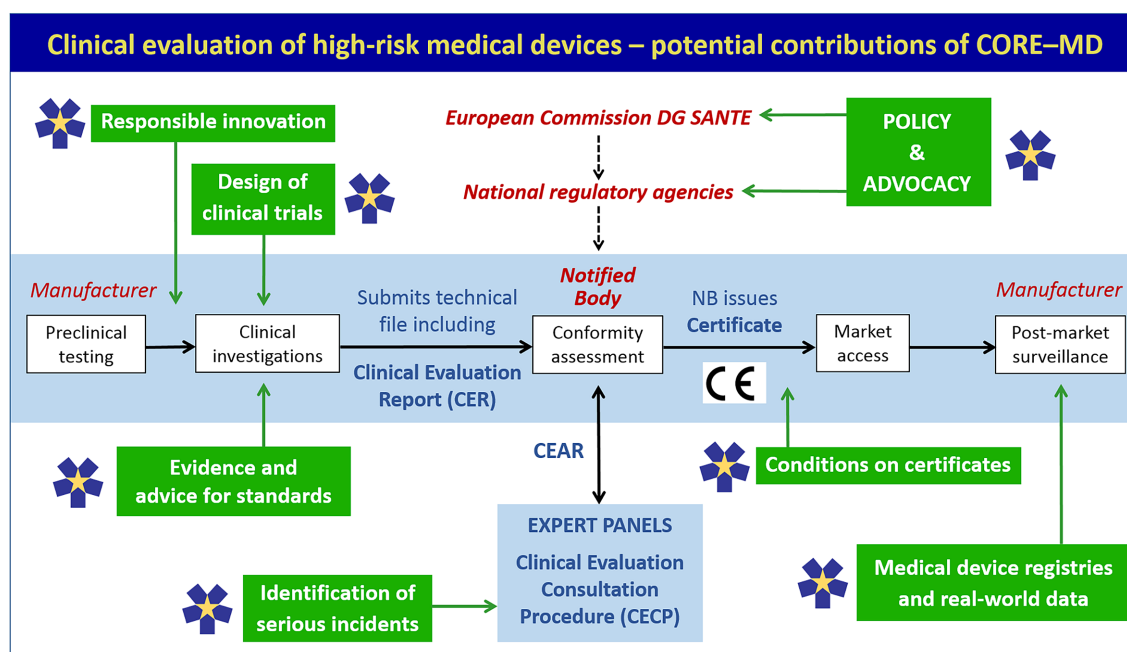 Clinical evaluation of high-risk medical devices – potential contributions of CORE–MD
Responsible innovation
European Commission DG SANTE
POLICY
&
ADVOCACY
Design of
clinical trials
National regulatory agencies
Manufacturer
Preclinical
testing
Clinical
investigations
Submits technical
file including
Clinical Evaluation
Report (CER)
Notified
Body
Conformity
assessment
NB issues
Certificate
CE
Market
access
Manufacturer
Post-market
surveillance
Evidence and
advice for standards
CEAR
Conditions on certificates
EXPERT PANELS
Clinical Evaluation
Consultation
Procedure (CECP)
Identification of
serious incidents
Medical device registries
and real-world data